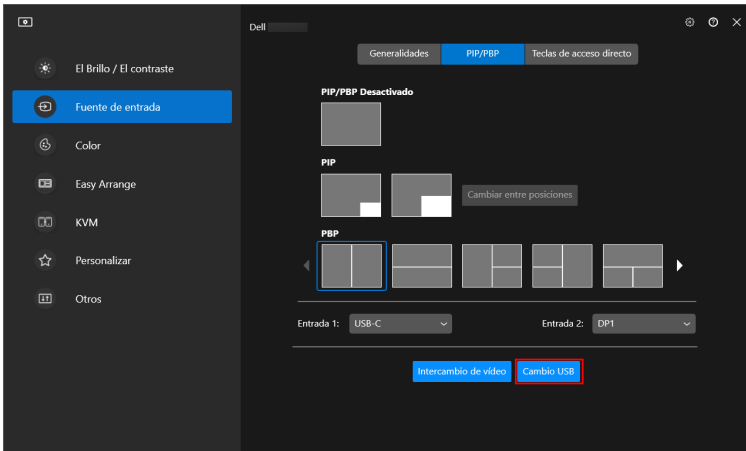 Dell
Generalidades
PIP/PBP
Teclas de acceso directo
El Brillo / El contraste
Fuente de entrada
Color
Easy Arrange
KVM
Personalizar
Otros
PIP/PBP Desactivado
PIP
Cambiar entre posiciones
PBP
Entrada 1: USB-C
Entrada 2: DP1
Intercambio de vídeo
Cambio USB